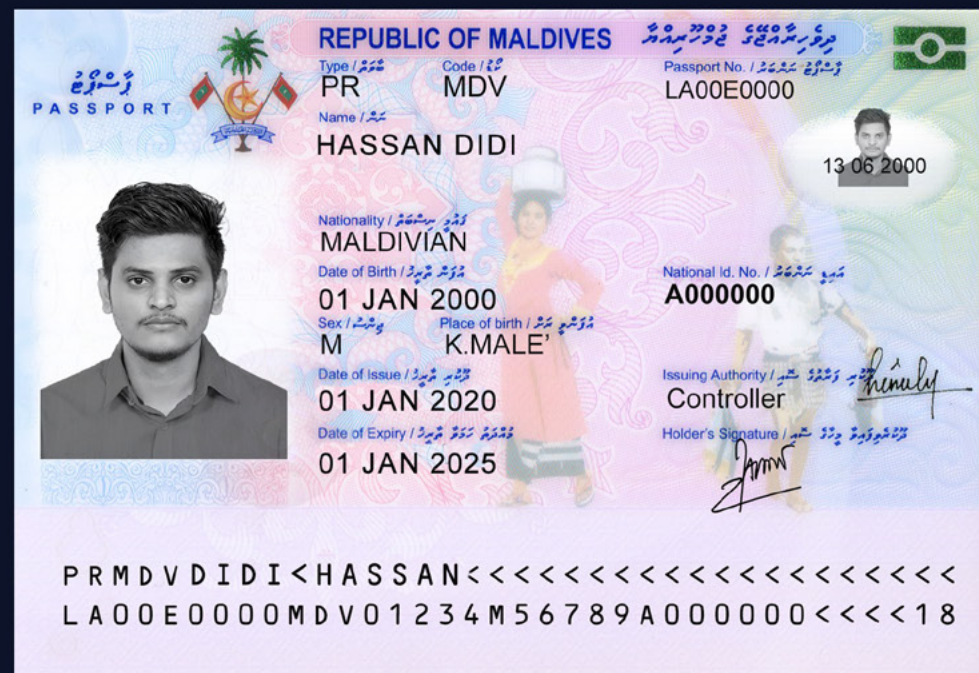 REPUBLIC OF MALDIVES ދިވެހިރާއްޖޭގެ ޖުމްހޫރިއްޔާ
ޕާސްޕޯޓު
PASSPORT
Type / ބާވަތް Code / ކޯޑު Passport No. / ޕާސްޕޯޓު ނަންބަރު
PR MDV LA00E0000
Name / ނަން
HASSAN DIDI
13 06 2000
Nationality / ޤައުމީ ނިސްބަތް
MALDIVIAN
Date of Birth / އުފަން ތާރީޚު National Id. No. / އައިޑީ ނަންބަރު
01 JAN 2000 A000000
Sex / ޖިންސު Place of birth / އުފަންވި ރަށް
M K.MALE’
Date of Issue / ދޫކުރި ތާރީޚު Issuing Authority / ދޫކުރި ފަރާތުގެ ސޮއި
01 JAN 2020 Controller
Date of Expiry / މުއްދަތު ހަމަވާ ތާރީޚު Holder's Signature / ދޫކުރެވިފައިވާ މީހާގެ ސޮއި
01 JAN 2025
PRMDVDIDI<HASSAN<<<<<<<<<<<<<<<<<<<<
LA00E0000MDV01234M56789A000000<<<<18